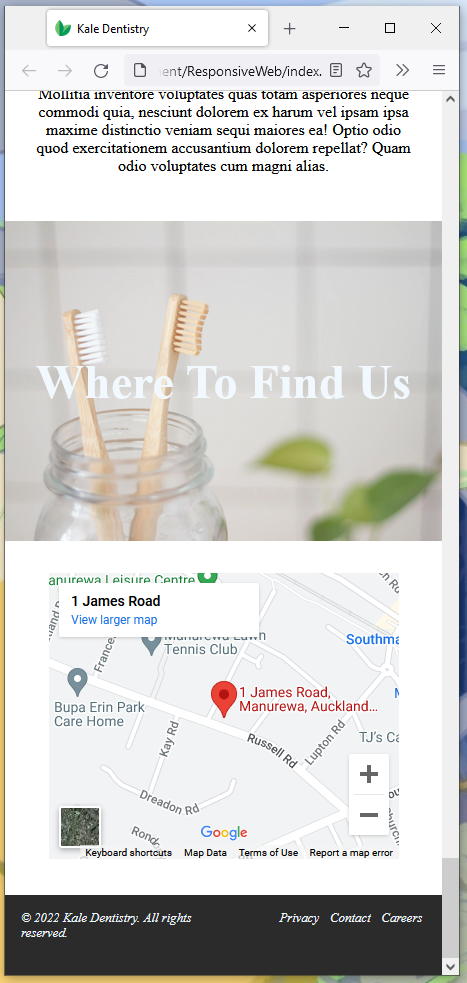 Kale Dentistry
ent/ResponsiveWeb/index.
Mollitia inventore voluptates quas totam asperiores neque
commodi quia, nesciunt dolorem ex harum vel ipsam ipsa
maxime distinctio veniam sequi maiores ea! Optio odio
quod exercitationem accusantium dolorem repellat? Quam
odio voluptates cum magni alias.
Where To Find Us
anurewa Leisure Centre
1 James Road
View larger map
Manurewa Lawn
Tennis Club
Southma
Bupa Erin Park
Care Home
1 James Road,
Manurewa, Auckland...
Kay Rd
Russell Rd
Lupton Rd
TJ's Ca
Dreadon Rd
Google
Keyboard shortcuts Map Data Terms of Use Report a map error
© 2022 Kale Dentistry. All rights
reserved.
Privacy Contact Careers